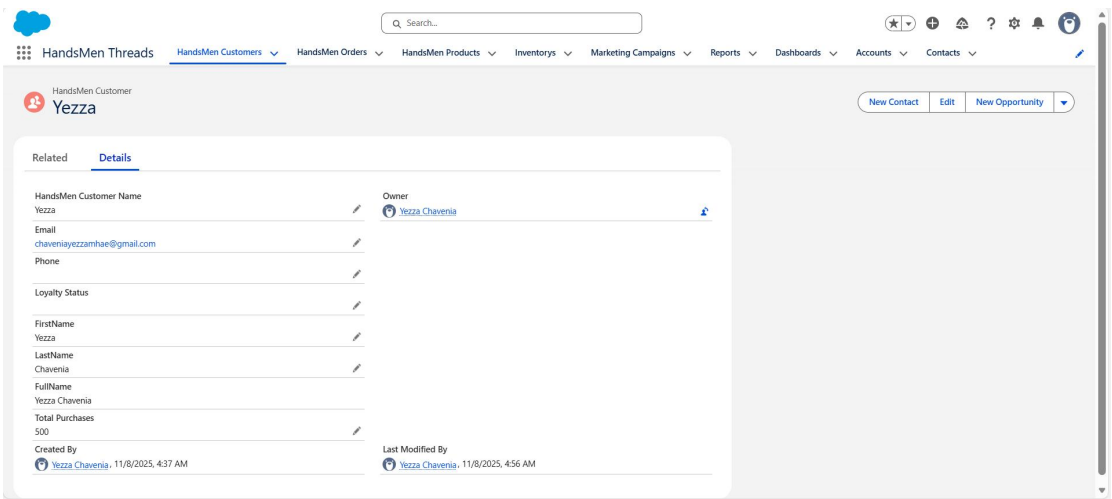 Search...
HandsMen Threads HandsMen Customers HandsMen Orders HandsMen Products Inventorys Marketing Campaigns Reports Dashboards Accounts Contacts
HandsMen Customer
Yezza
New Contact Edit New Opportunity
Related Details
HandsMen Customer Name
Yezza
Owner
Yezza Chavenia
Email
chaveniayezzamhae@gmail.com
Phone
Loyalty Status
FirstName
Yezza
LastName
Chavenia
FullName
Yezza Chavenia
Total Purchases
500
Created By
Yezza Chavenia, 11/8/2025, 4:37 AM
Last Modified By
Yezza Chavenia, 11/8/2025, 4:56 AM